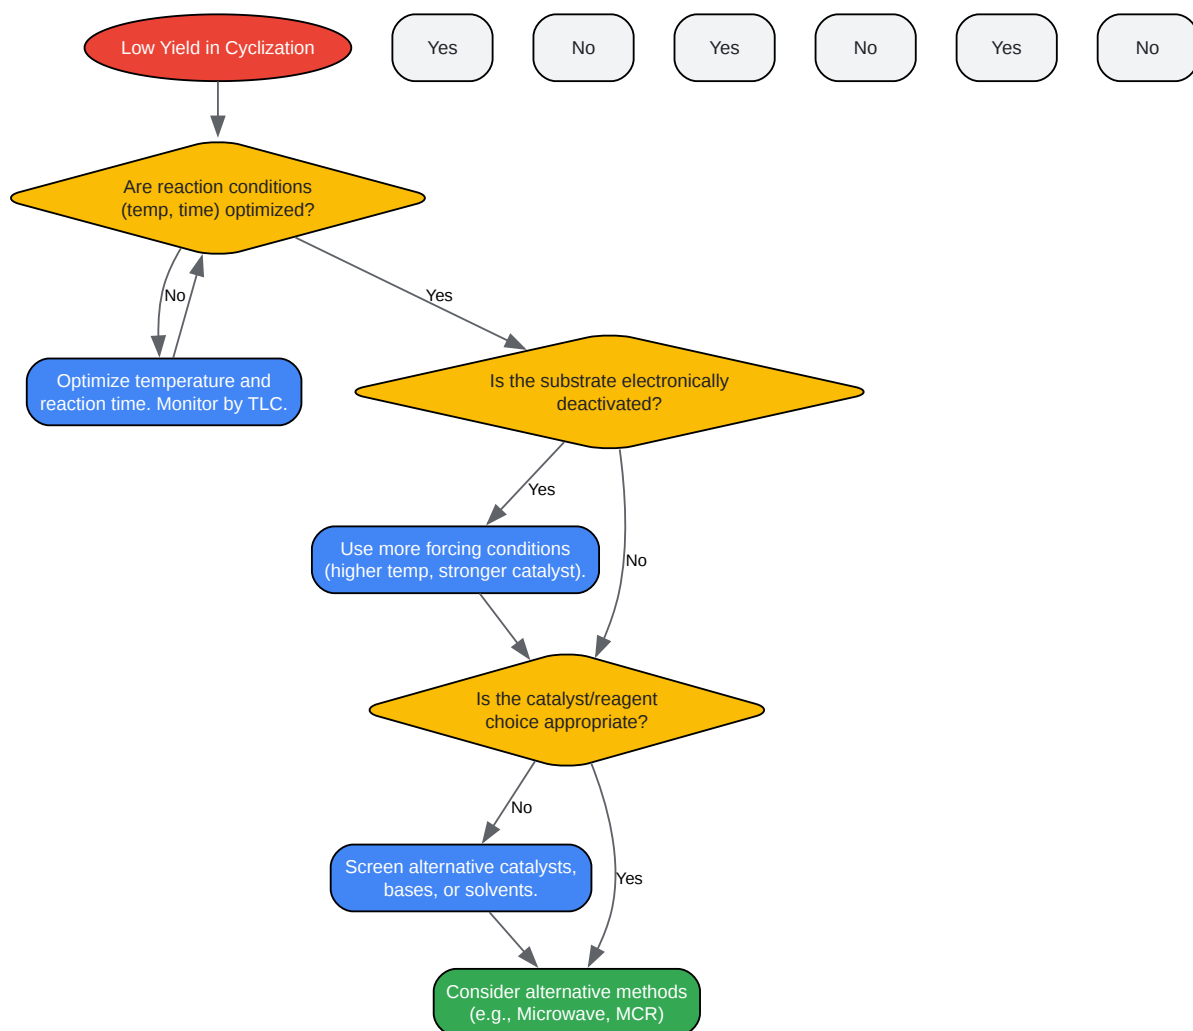 Low Yield in Cyclization
Yes
No
Yes
No
Yes
No
Are reaction conditions
(temp, time) optimized?
No
Yes
Optimize temperature and
reaction time. Monitor by TLC.
Is the substrate electronically
deactivated?
Yes
Use more forcing conditions
(higher temp, stronger catalyst).
No
Is the catalyst/reagent
choice appropriate?
No
Screen alternative catalysts,
bases, or solvents.
Yes
Consider alternative methods
(e.g., Microwave, MCR)